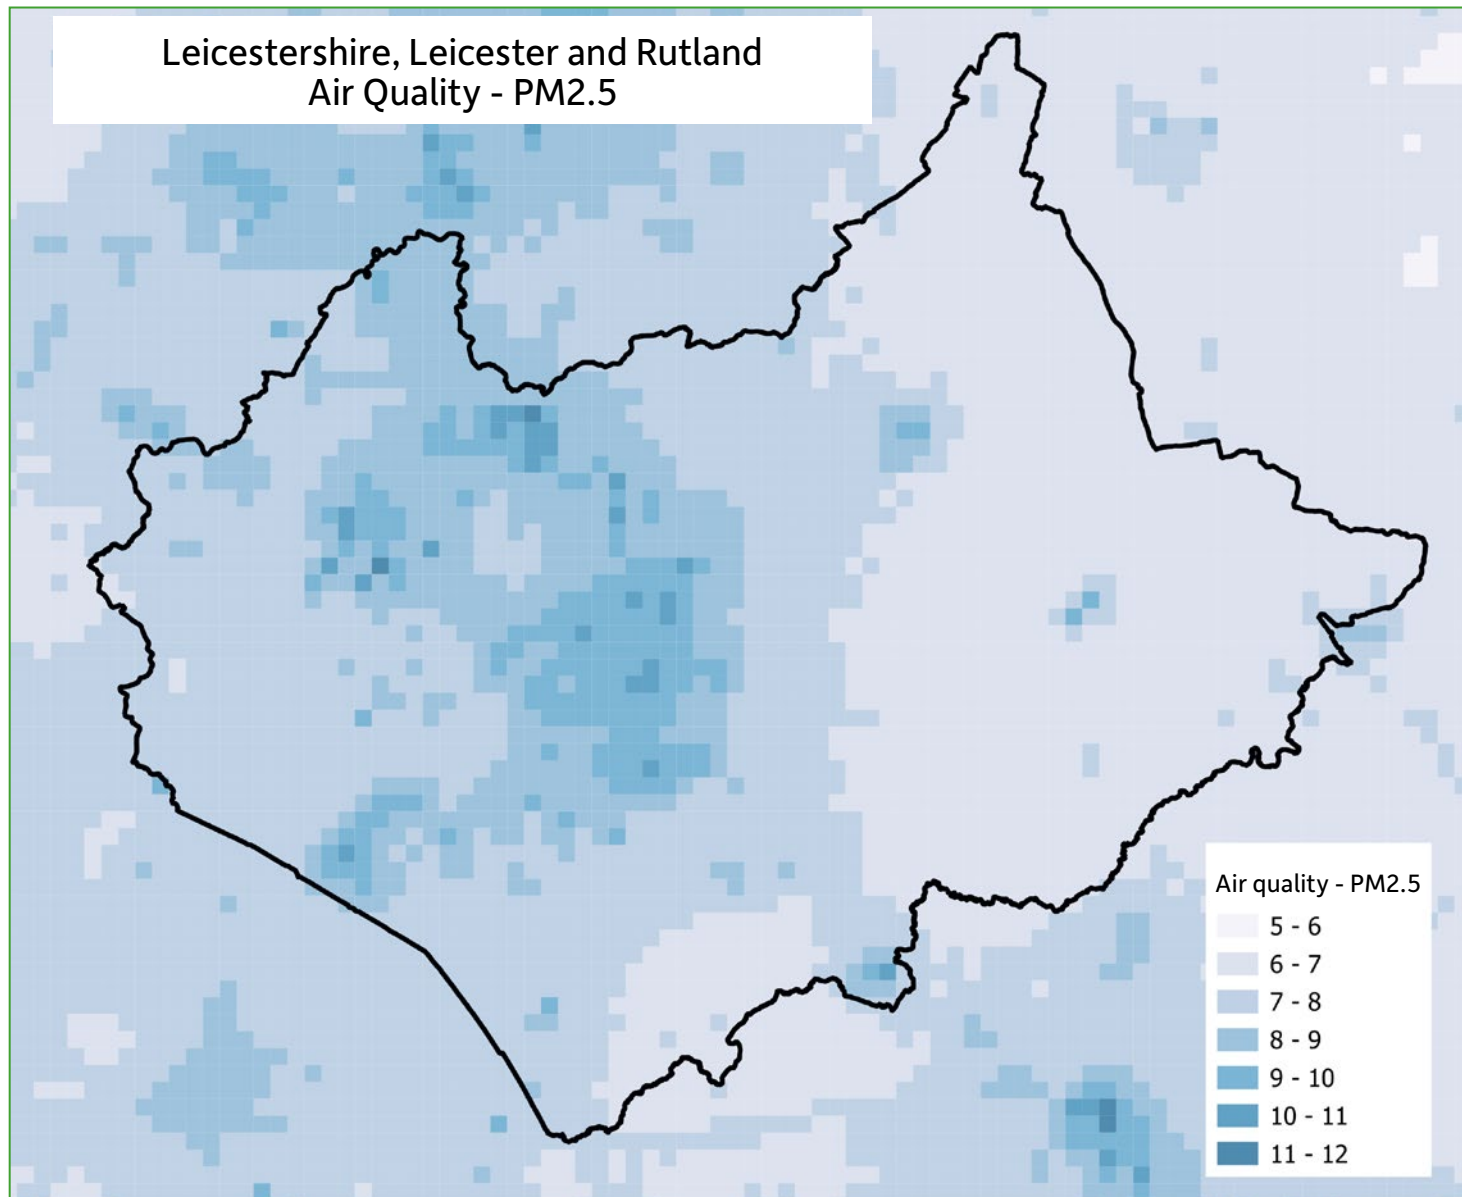 Leicestershire, Leicester and Rutland
Air Quality - PM2.5
Air quality - PM2.5
5 - 6
6 - 7
7 - 8
8 - 9
9 - 10
10 - 11
11 - 12